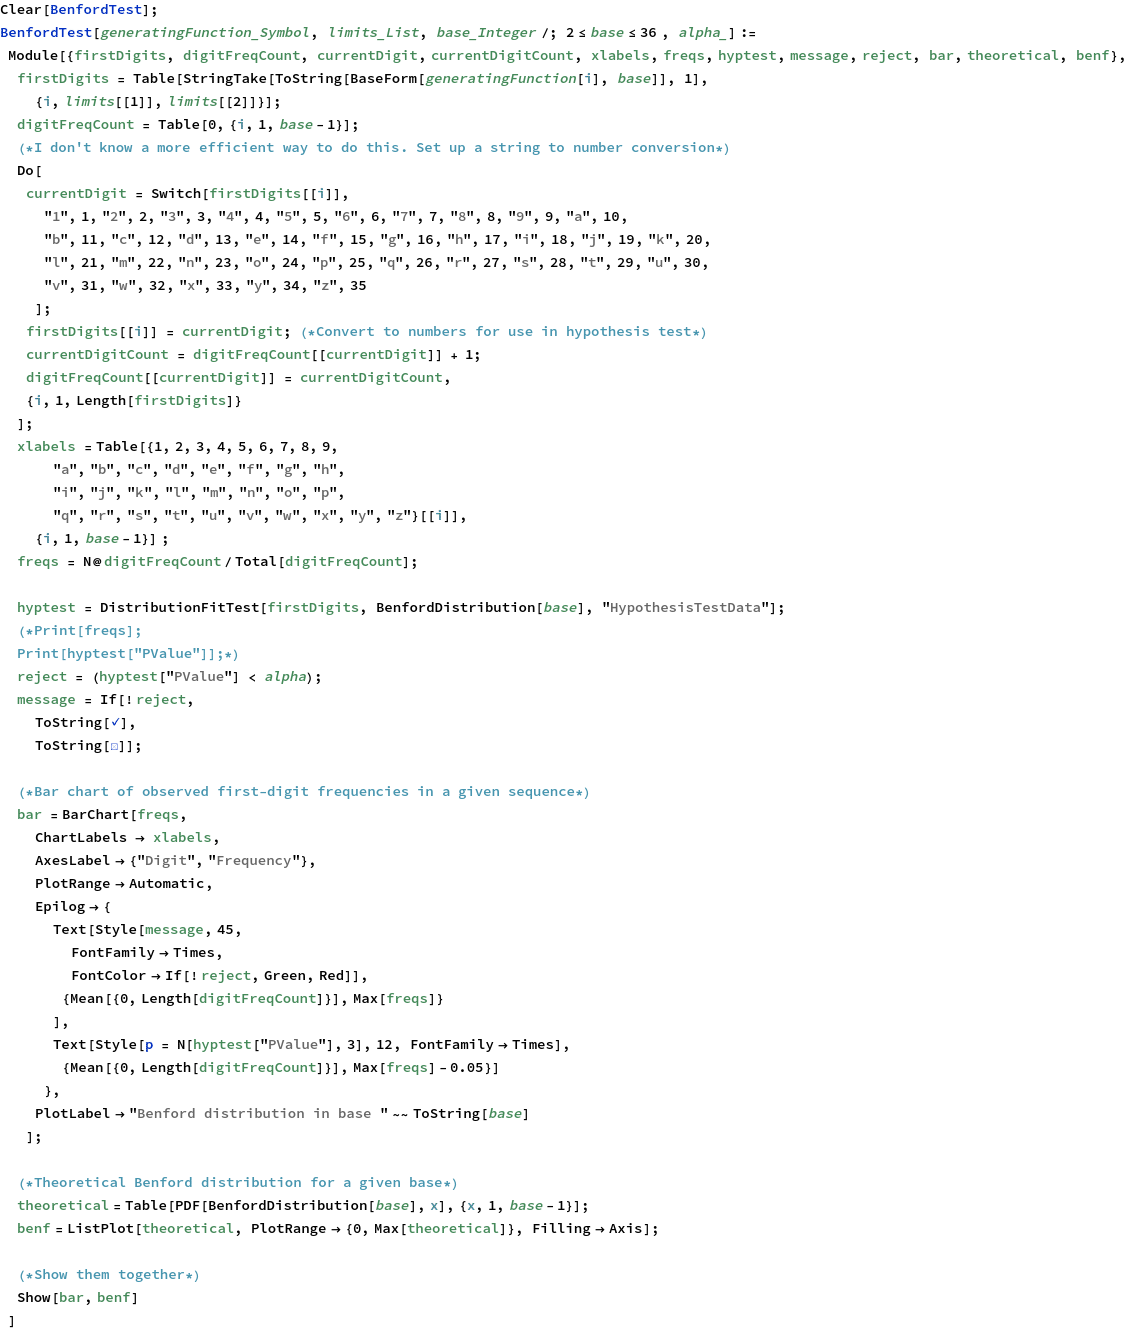 Clear[BenfordTest];
BenfordTest[generatingFunction_Symbol, limits_List, base_Integer /; 2 ≤ base ≤ 36 , alpha_] :=
Module[{firstDigits, digitFreqCount, currentDigit, currentDigitCount, xlabels, freqs, hyptest, message, reject, bar, theoretical, benf},
firstDigits = Table[StringTake[ToString[BaseForm[generatingFunction[i], base]], 1],
{i, limits[[1]], limits[[2]]}];
digitFreqCount = Table[0, {i, 1, base - 1}];
(*I don't know a more efficient way to do this. Set up a string to number conversion*)
Do[
currentDigit = Switch[firstDigits[[i]],
"1", 1, "2", 2, "3", 3, "4", 4, "5", 5, "6", 6, "7", 7, "8", 8, "9", 9, "a", 10,
"b", 11, "c", 12, "d", 13, "e", 14, "f", 15, "g", 16, "h", 17, "i", 18, "j", 19, "k", 20,
"l", 21, "m", 22, "n", 23, "o", 24, "p", 25, "q", 26, "r", 27, "s", 28, "t", 29, "u", 30,
"v", 31, "w", 32, "x", 33, "y", 34, "z", 35
];
firstDigits[[i]] = currentDigit; (*Convert to numbers for use in hypothesis test*)
currentDigitCount = digitFreqCount[[currentDigit]] + 1;
digitFreqCount[[currentDigit]] = currentDigitCount,
{i, 1, Length[firstDigits]}
];
xlabels = Table[{1, 2, 3, 4, 5, 6, 7, 8, 9,
"a", "b", "c", "d", "e", "f", "g", "h",
"i", "j", "k", "l", "m", "n", "o", "p",
"q", "r", "s", "t", "u", "v", "w", "x", "y", "z"}[[i]],
{i, 1, base - 1}] ;
freqs = N@digitFreqCount / Total[digitFreqCount];
hyptest = DistributionFitTest[firstDigits, BenfordDistribution[base], "HypothesisTestData"];
(*Print[freqs];
Print[hyptest["PValue"]];*)
reject = (hyptest["PValue"] < alpha);
message = If[! reject,
ToString[✓],
ToString[⊡]];
(*Bar chart of observed first-digit frequencies in a given sequence*)
bar = BarChart[freqs,
ChartLabels → xlabels,
AxesLabel → {"Digit", "Frequency"},
PlotRange → Automatic,
Epilog → {
Text[Style[message, 45,
FontFamily → Times,
FontColor → If[! reject, Green, Red]],
{Mean[{0, Length[digitFreqCount]}], Max[freqs]}
],
Text[Style[p = N[hyptest["PValue"], 3], 12, FontFamily → Times],
{Mean[{0, Length[digitFreqCount]}], Max[freqs] - 0.05}]
},
PlotLabel → "Benford distribution in base " ~~ ToString[base]
];
(*Theoretical Benford distribution for a given base*)
theoretical = Table[PDF[BenfordDistribution[base], x], {x, 1, base - 1}];
benf = ListPlot[theoretical, PlotRange → {0, Max[theoretical]}, Filling → Axis];
(*Show them together*)
Show[bar, benf]
]